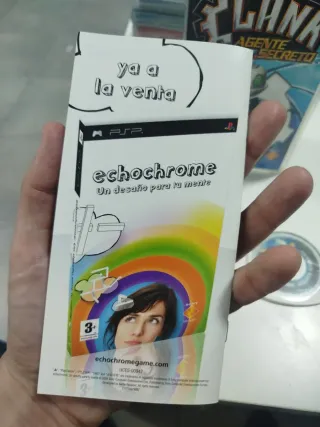 CLANK
AGENTE
SECRETO
ya a
la venta
PSP
echochrome
Un desafío para tu mente
3+
echochromegame.com